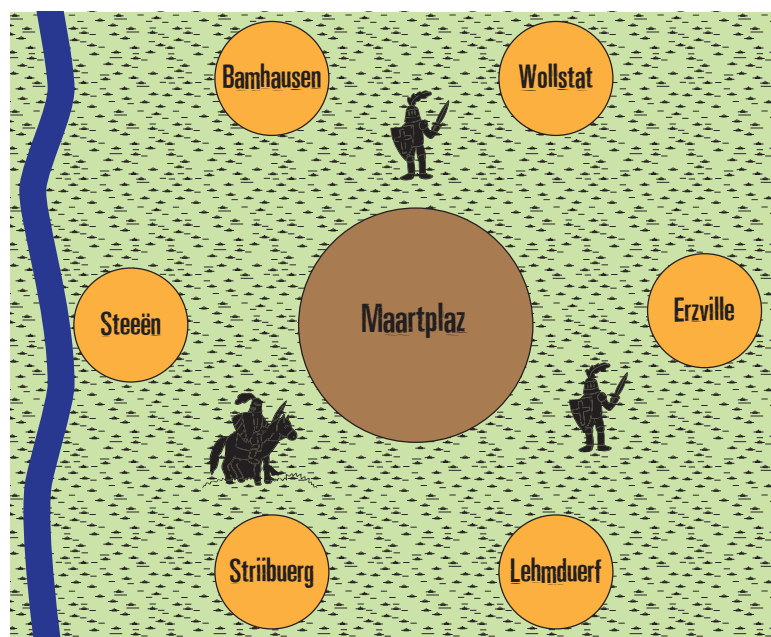 Bamhausen
Wollstat
Steeën
Maartplaz
Erzville
Striibuerg
Lehmduerf